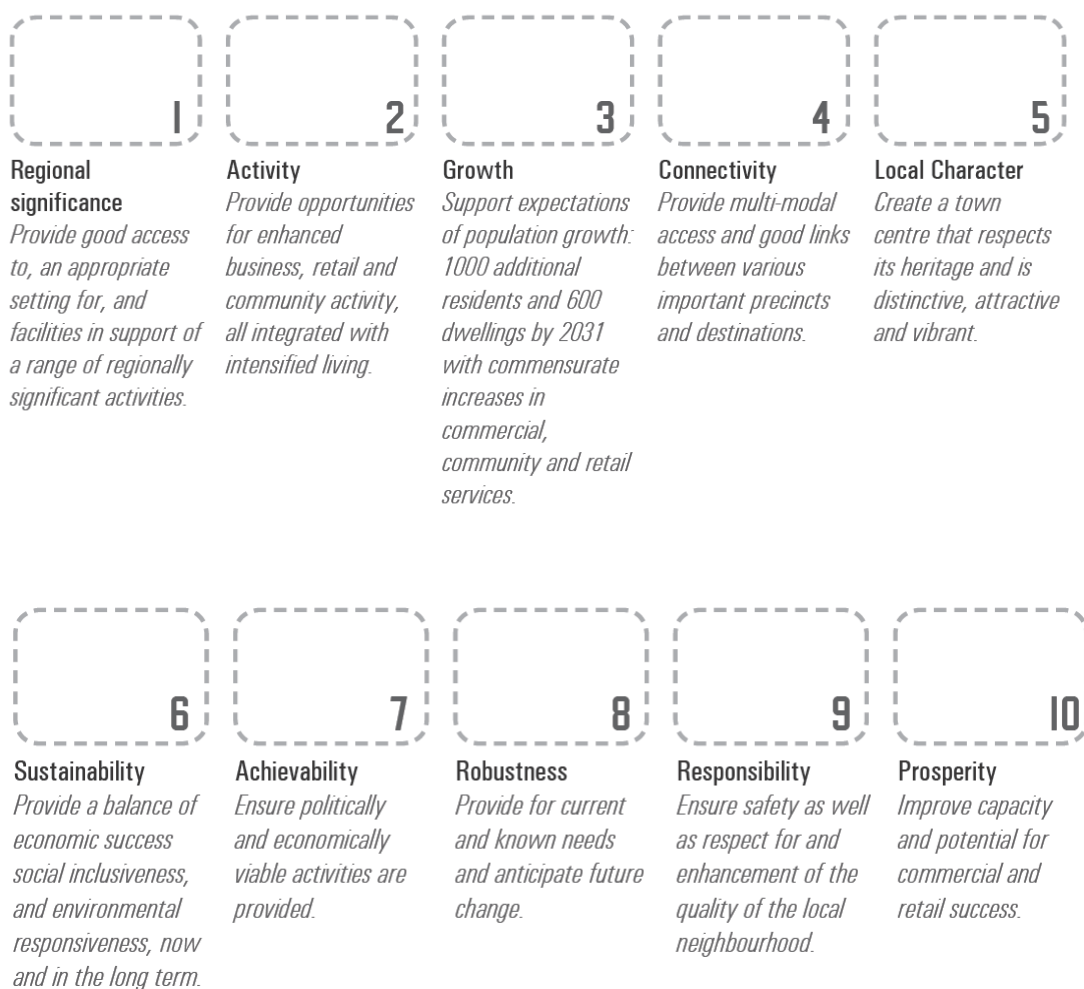 1
Regional
significance
Provide good access
to, an appropriate
setting for, and
facilities in support of
a range of regionally
significant activities.
2
Activity
Provide opportunities
for enhanced
business, retail and
community activity,
all integrated with
intensified living.
3
Growth
Support expectations
of population growth:
1000 additional
residents and 600
dwellings by 2031
with commensurate
increases in
commercial,
community and retail
services.
4
Connectivity
Provide multi-modal
access and good links
between various
important precincts
and destinations.
5
Local Character
Create a town
centre that respects
its heritage and is
distinctive, attractive
and vibrant.
6
Sustainability
Provide a balance of
economic success
social inclusiveness,
and environmental
responsiveness, now
and in the long term.
7
Achievability
Ensure politically
and economically
viable activities are
provided.
8
Robustness
Provide for current
and known needs
and anticipate future
change.
9
Responsibility
Ensure safety as well
as respect for and
enhancement of the
quality of the local
neighbourhood.
10
Prosperity
Improve capacity
and potential for
commercial and
retail success.